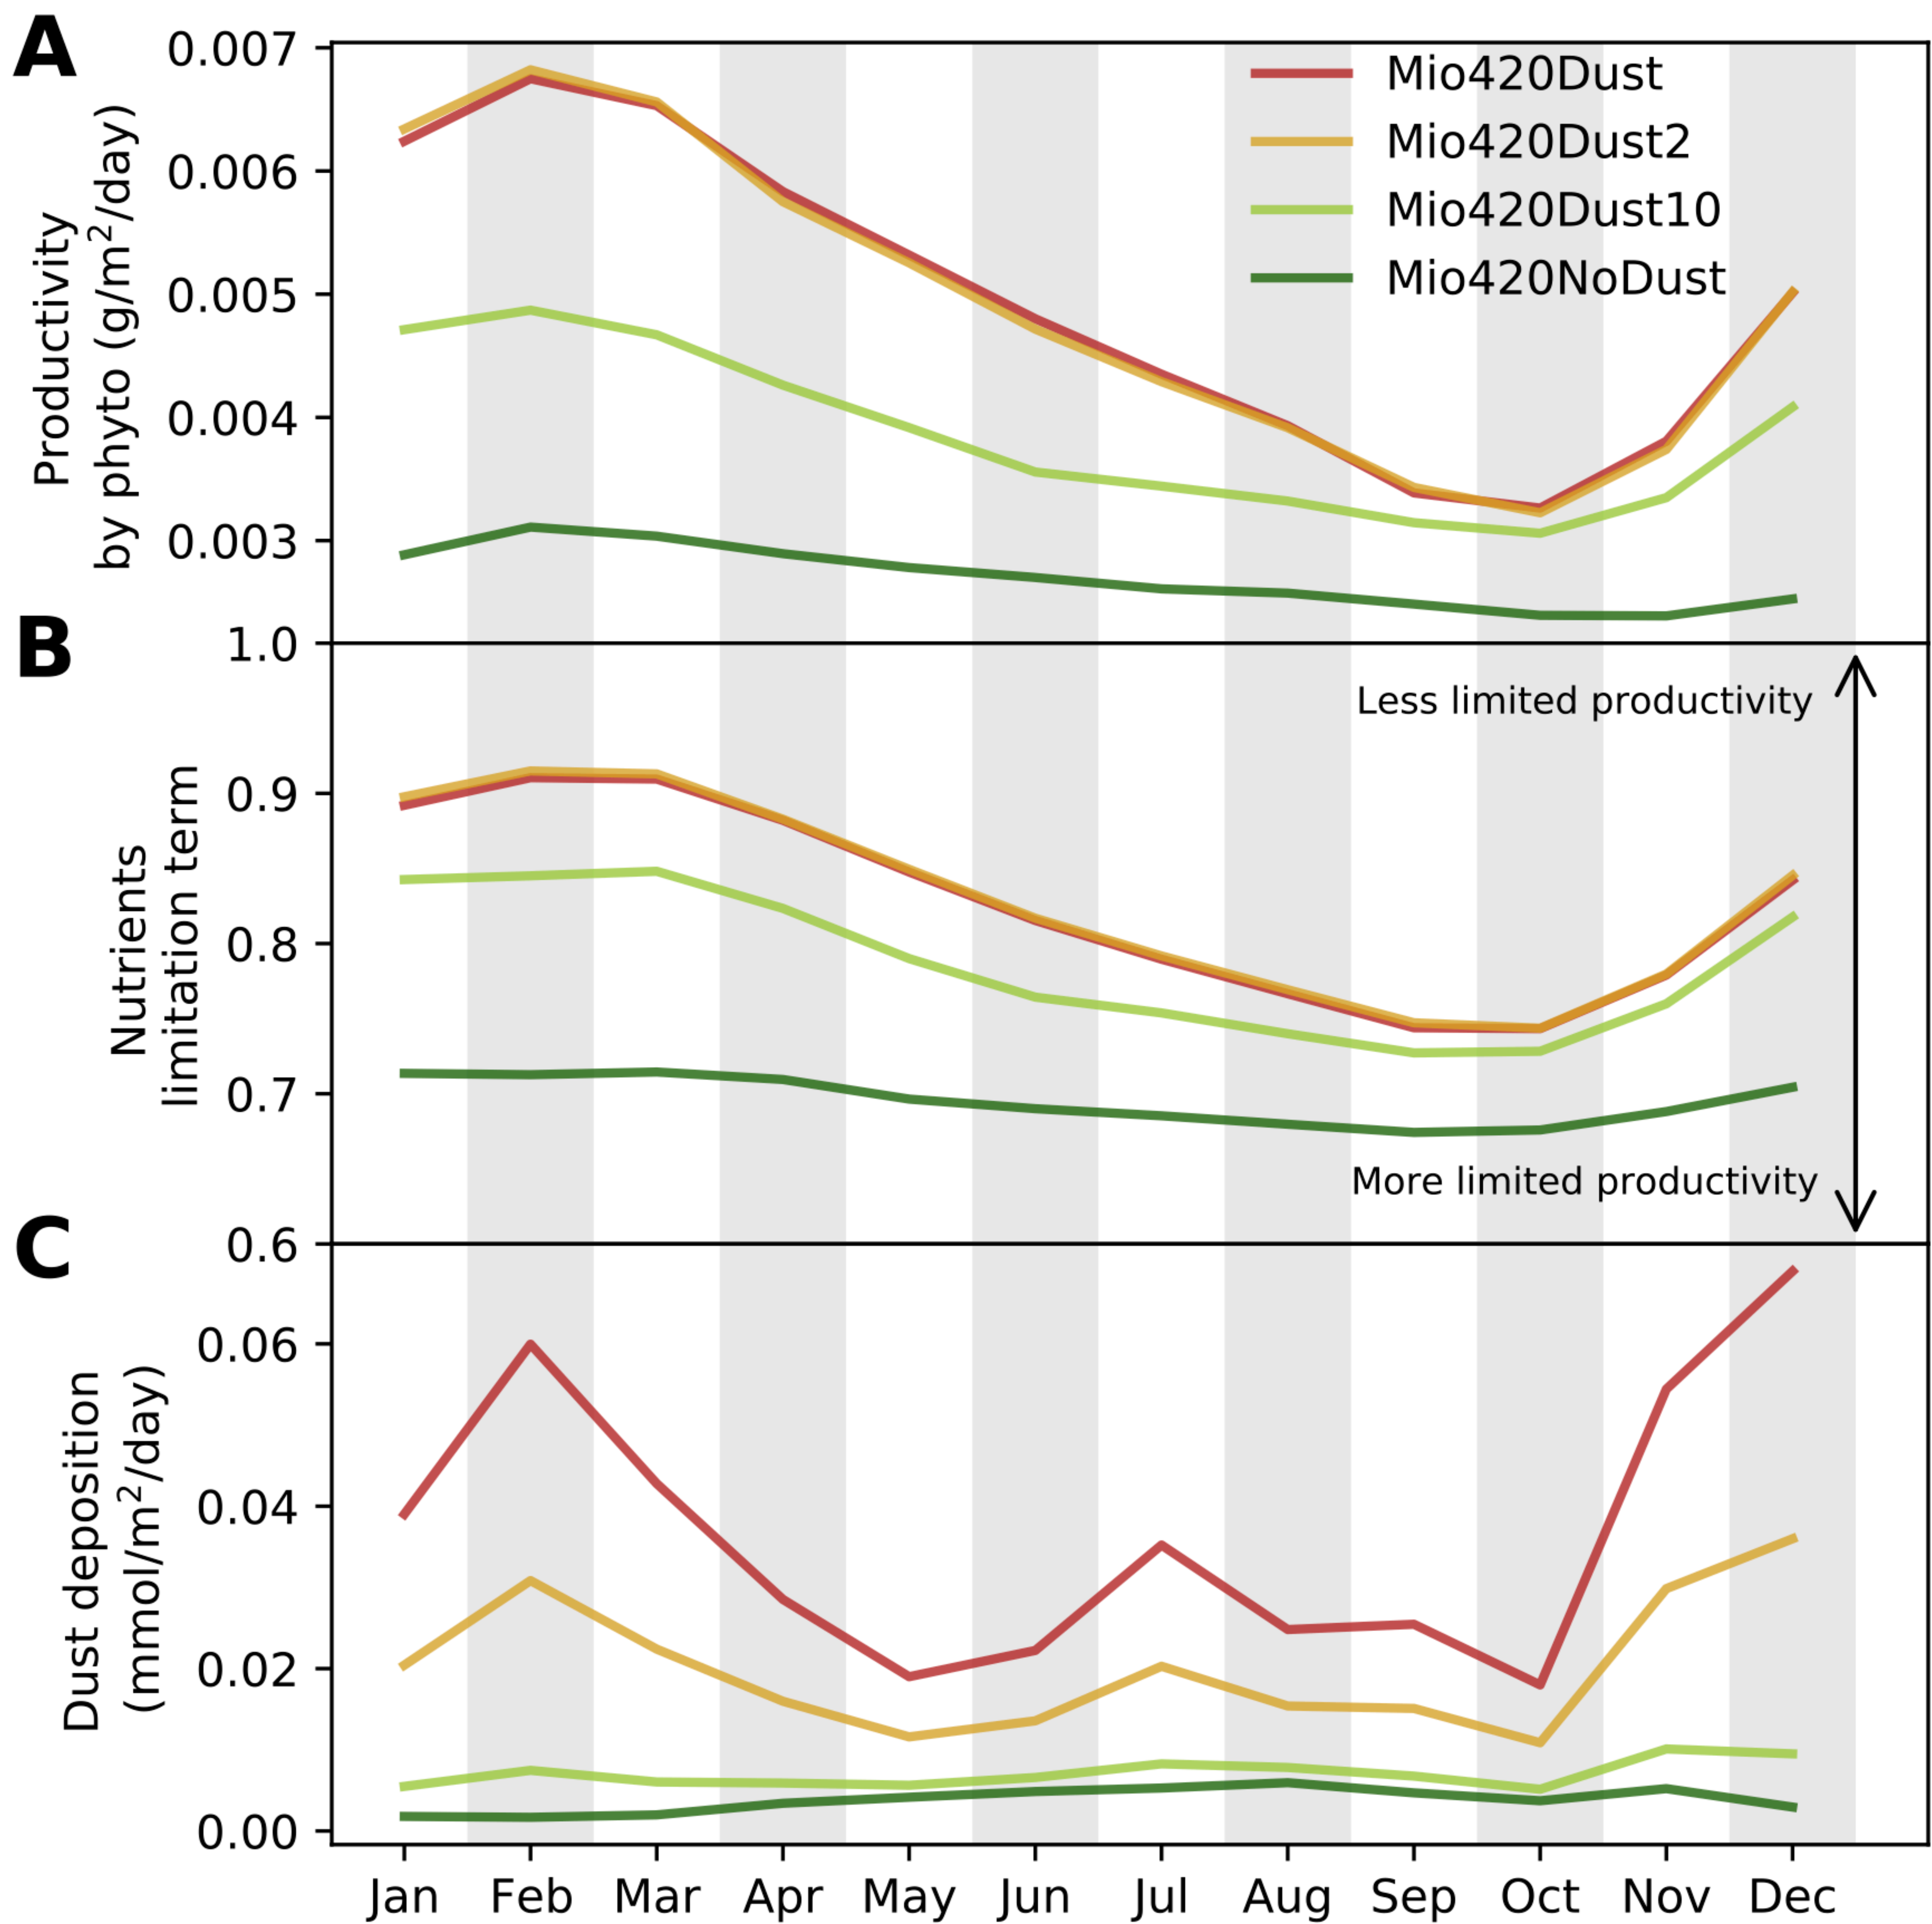 A
Productivity
by phyto (g/m²/day)
0.007
0.006
0.005
0.004
0.003
Mio420Dust
Mio420Dust2
Mio420Dust10
Mio420NoDust
B
Nutrients
limitation term
1.0
0.9
0.8
0.7
0.6
Less limited productivity
More limited productivity
C
Dust deposition
(mmol/m²/day)
0.06
0.04
0.02
0.00
Jan Feb Mar Apr May Jun Jul Aug Sep Oct Nov Dec